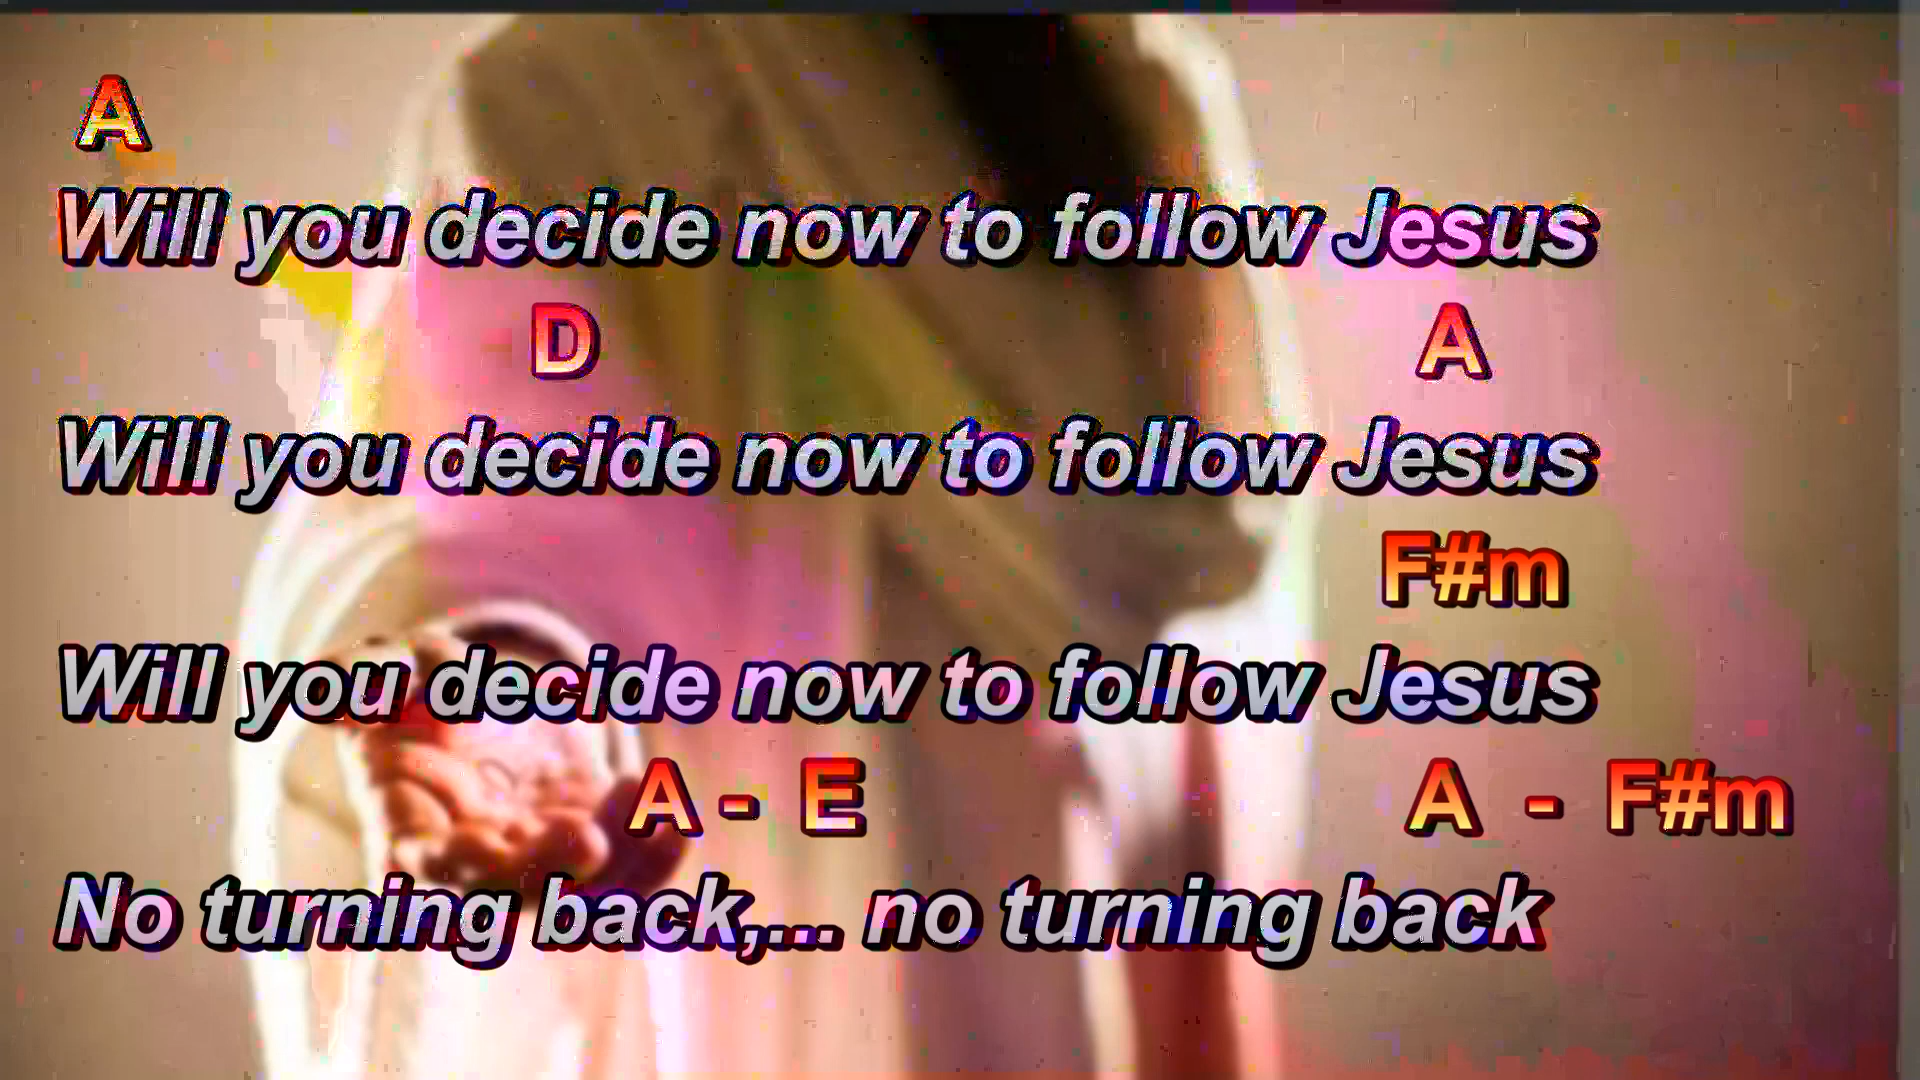 A
Will you decide now to follow Jesus
D A
Will you decide now to follow Jesus
F#m
Will you decide now to follow Jesus
A - E A - F#m
No turning back,... no turning back